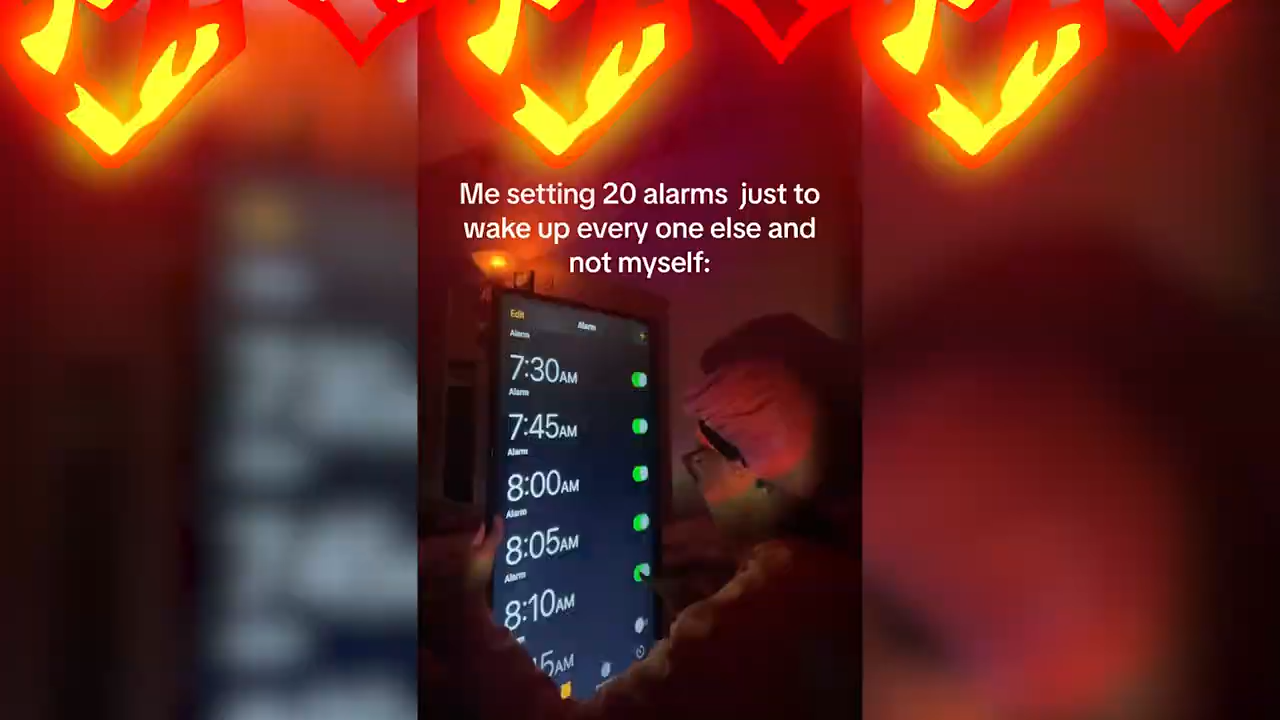 Me setting 20 alarms  just to
wake up every one else and
not myself:
Edit
Alarm
Alarm
7:30AM
Alarm
7:45AM
Alarm
8:00AM
Alarm
8:05AM
Alarm
8:10AM